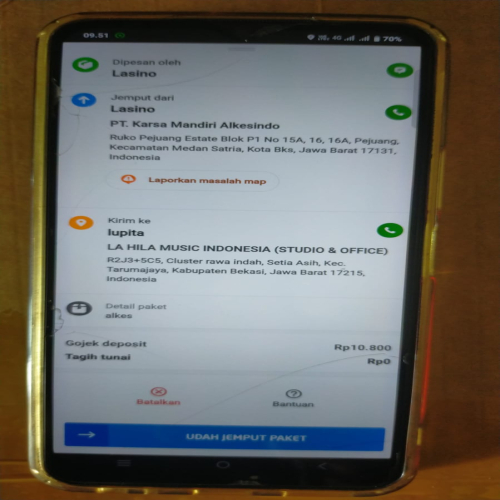 09.51
70%
Dipesan oleh
Lasino
Jemput dari
Lasino
PT. Karsa Mandiri Alkesindo
Ruko Pejuang Estate Blok P1 No 15A, 16, 16A, Pejuang,
Kecamatan Medan Satria, Kota Bks, Jawa Barat 17131,
Indonesia
Laporkan masalah map
Kirim ke
lupita
LA HILA MUSIC INDONESIA (STUDIO & OFFICE)
R2J3+5C5, Cluster rawa indah, Setia Asih, Kec.
Tarumajaya, Kabupaten Bekasi, Jawa Barat 17215,
Indonesia
Detail paket
alkes
Gojek deposit Rp10.800
Tagih tunai Rp0
Batalkan
Bantuan
UDAH JEMPUT PAKET